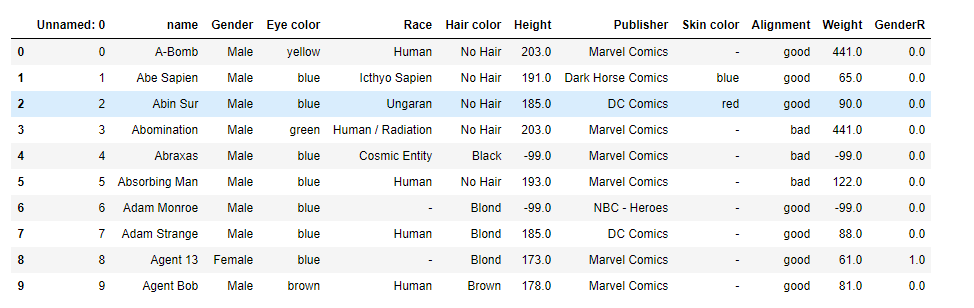 Unnamed: 0 name Gender Eye color Race Hair color Height Publisher Skin color Alignment Weight GenderR
0 0 A-Bomb Male yellow Human No Hair 203.0 Marvel Comics - good 441.0 0.0
1 1 Abe Sapien Male blue Icthyo Sapien No Hair 191.0 Dark Horse Comics blue good 65.0 0.0
2 2 Abin Sur Male blue Ungaran No Hair 185.0 DC Comics red good 90.0 0.0
3 3 Abomination Male green Human / Radiation No Hair 203.0 Marvel Comics - bad 441.0 0.0
4 4 Abraxas Male blue Cosmic Entity Black -99.0 Marvel Comics - bad -99.0 0.0
5 5 Absorbing Man Male blue Human No Hair 193.0 Marvel Comics - bad 122.0 0.0
6 6 Adam Monroe Male blue - Blond -99.0 NBC - Heroes - good -99.0 0.0
7 7 Adam Strange Male blue Human Blond 185.0 DC Comics - good 88.0 0.0
8 8 Agent 13 Female blue - Blond 173.0 Marvel Comics - good 61.0 1.0
9 9 Agent Bob Male brown Human Brown 178.0 Marvel Comics - good 81.0 0.0